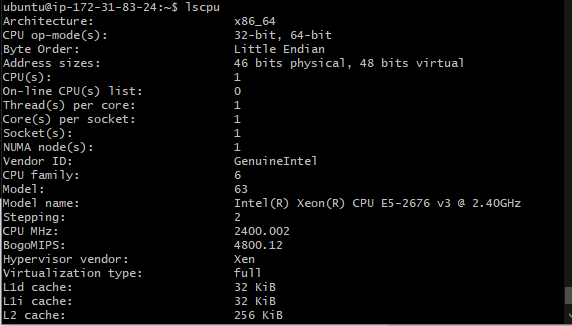 ubuntu@ip-172-31-83-24:~$ lscpu
Architecture: x86_64
CPU op-mode(s): 32-bit, 64-bit
Byte Order: Little Endian
Address sizes: 46 bits physical, 48 bits virtual
CPU(s): 1
On-line CPU(s) list: 0
Thread(s) per core: 1
Core(s) per socket: 1
Socket(s): 1
NUMA node(s): 1
Vendor ID: GenuineIntel
CPU family: 6
Model: 63
Model name: Intel(R) Xeon(R) CPU E5-2676 v3 @ 2.40GHz
Stepping: 2
CPU MHz: 2400.002
BogoMIPS: 4800.12
Hypervisor vendor: Xen
Virtualization type: full
L1d cache: 32 KiB
L1i cache: 32 KiB
L2 cache: 256 KiB